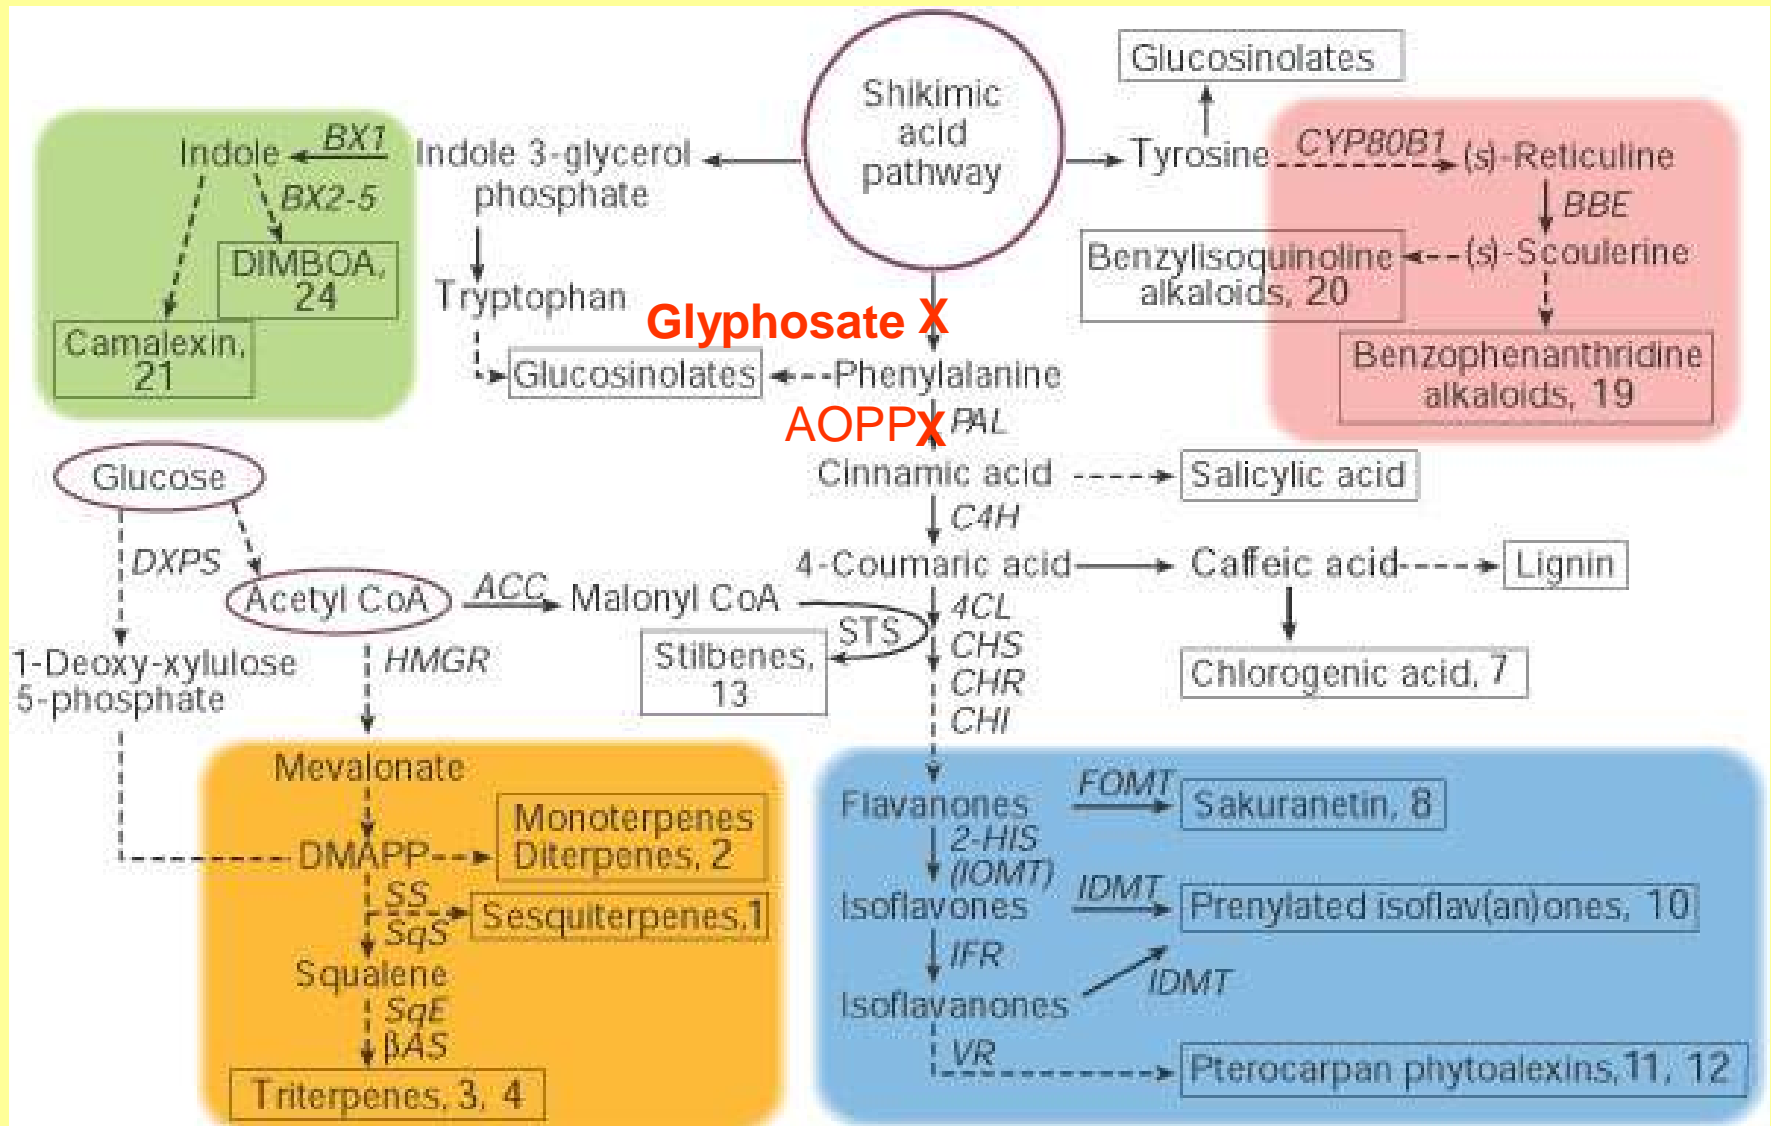 Shikimic
acid
pathway
Glucosinolates
Indole
BX1
Indole 3-glycerol
phosphate
Tyrosine
CYP80B1
(s)-Reticuline
BX2-5
BBE
DIMBOA,
24
Benzylisoquinoline
alkaloids, 20
(s)-Scoulerine
Tryptophan
Glyphosate X
Camalexin,
21
Glucosinolates
Phenylalanine
Benzophenanthridine
alkaloids, 19
AOPP X
PAL
Glucose
Cinnamic acid
Salicylic acid
C4H
DXPS
4-Coumaric acid
Caffeic acid
Lignin
Acetyl CoA
ACC
Malonyl CoA
4CL
STS
CHS
CHR
CHI
Stilbenes,
13
Chlorogenic acid, 7
1-Deoxy-xylulose
5-phosphate
HMGR
Mevalonate
Monoterpenes
Diterpenes, 2
DMAPP
SS
SqS
Sesquiterpenes,1
Squalene
SqE
βAS
Triterpenes, 3, 4
Flavanones
FOMT
Sakuranetin, 8
2-HIS
(IOMT)
Isoflavones
IDMT
Prenylated isoflav(an)ones, 10
IFR
IDMT
Isoflavanones
VR
Pterocarpan phytoalexins,11, 12